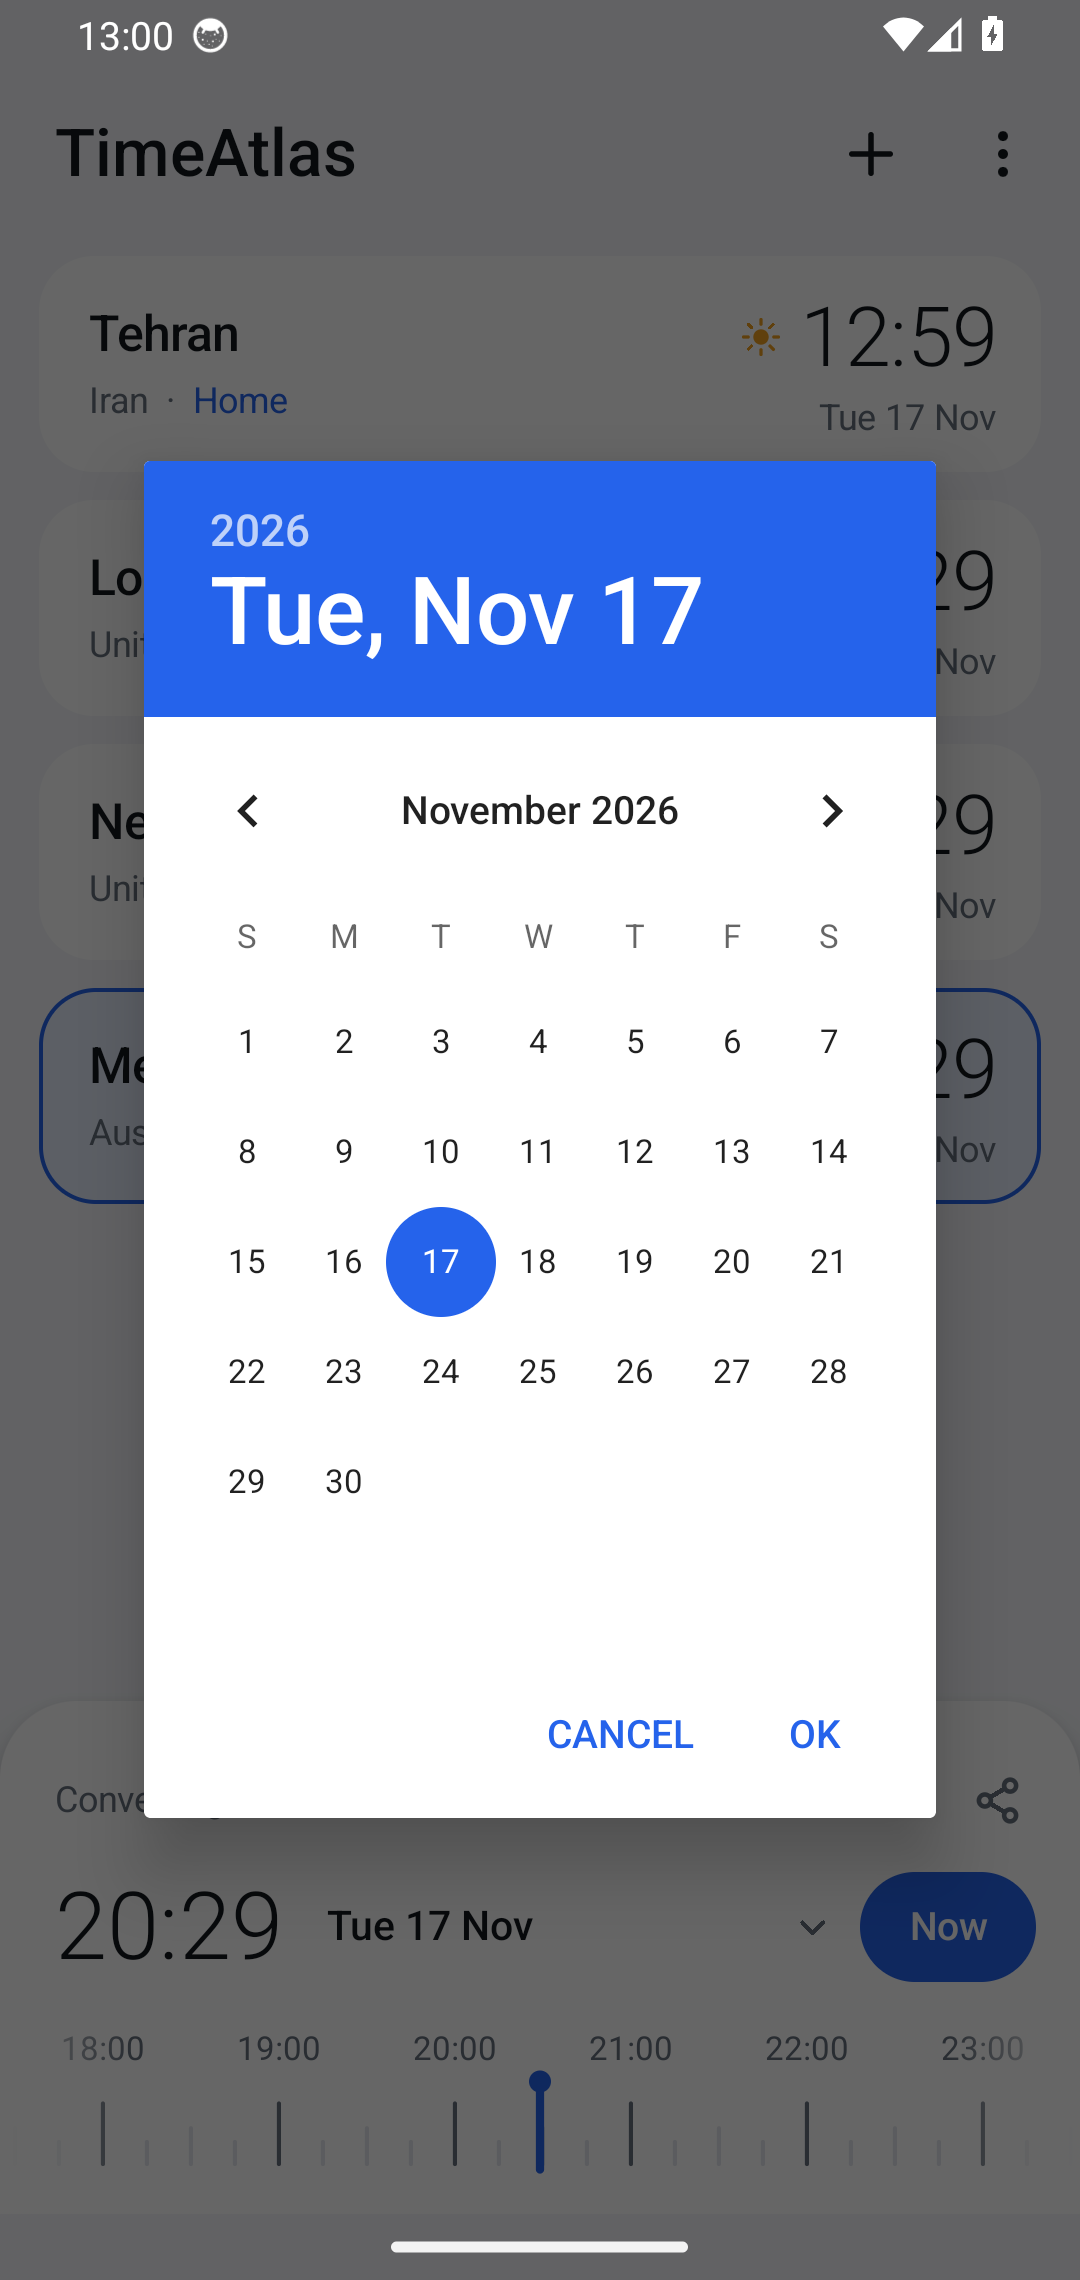 13:00
TimeAtlas
Tehran
12:59
Iran · Home
Tue 17 Nov
2026
Tue, Nov 17
November 2026
S M T W T F S
1 2 3 4 5 6 7
8 9 10 11 12 13 14
15 16 17 18 19 20 21
22 23 24 25 26 27 28
29 30
CANCEL OK
20:29 Tue 17 Nov Now
18:00 19:00 20:00 21:00 22:00 23:00